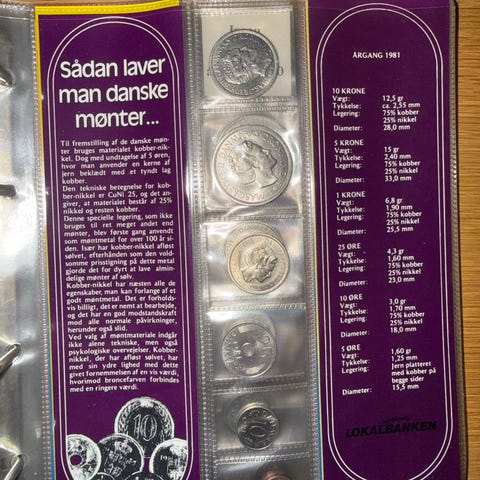 Sådan laver
man danske
mønter...
Til fremstilling af de danske møn-
ter bruges materialet kobber-nik-
kel. Dog med undtagelse af 5 øren,
hvor man anvender en kerne af
jern beklædt med et tyndt lag
kobber.
Den tekniske betegnelse for kob-
ber-nikkel er CuNi 25, og det an-
giver, at materialet består af 25%
nikkel og resten kobber.
Denne specielle legering, som ikke
bruges til ret meget andet end
mønter, blev første gang anvendt
som møntmetal for over 100 år si-
den. Især har kobber-nikkel afløst
sølvet, efterhånden som den vold-
somme prisstigning på dette metal
gjorde det for dyrt at lave almin-
delige mønter af sølv.
Kobber-nikkel har næsten alle de
egenskaber, man kan forlange af et
godt møntmetal. Det er forholds-
vis billigt, det er nemt at bearbejde,
og det har en god modstandskraft
mod alle normale påvirkninger,
herunder også slid.
Ved valg af møntmateriale indgår
ikke alene tekniske, men også
psykologiske overvejelser. Kobber-
nikkel, der har afløst sølvet, har
med sin ydre lighed med dette
givet fornemmelsen af en vis værdi,
hvorimod broncefarven forbindes
med en ringere værdi.
10
10
ÅRGANG 1981
10 KRONE
Vægt: 12,5 gr
Tykkelse: ca. 2,35 mm
Legering: 75% kobber
25% nikkel
Diameter: 28,0 mm
5 KRONE
Vægt: 15 gr
Tykkelse: 2,40 mm
Legering: 75% kobber
25% nikkel
Diameter: 33,0 mm
1 KRONE
Vægt: 6,8 gr
Tykkelse: 1,90 mm
Legering: 75% kobber
25% nikkel
Diameter: 25,5 mm
25 ØRE
Vægt: 4,3 gr
Tykkelse: 1,60 mm
Legering: 75% kobber
25% nikkel
Diameter: 23,0 mm
10 ØRE
Vægt: 3,0 gr
Tykkelse: 1,70 mm
Legering: 75% kobber
25% nikkel
Diameter: 18,0 mm
5 ØRE
Vægt: 1,60 gr
Tykkelse: 1,25 mm
Legering: Jern platteret
med kobber på
begge sider
Diameter: 15,5 mm
LOKALBANKEN